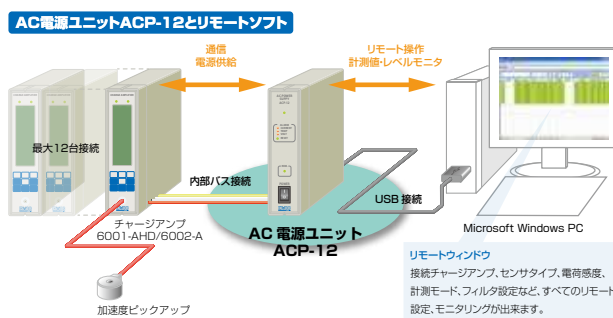 AC電源ユニットACP-12とリモートソフト
通信
電源供給
リモート操作
計測値・レベルモニタ
最大12台接続
内部バス接続
USB 接続
チャージアンプ
6001-AHD/6002-A
AC 電源ユニット
ACP-12
Microsoft Windows PC
加速度ピックアップ
リモートウィンドウ
接続チャージアンプ、センサタイプ、電荷感度、
計測モード、フィルタ設定など、すべてのリモート
設定、モニタリングが出来ます。